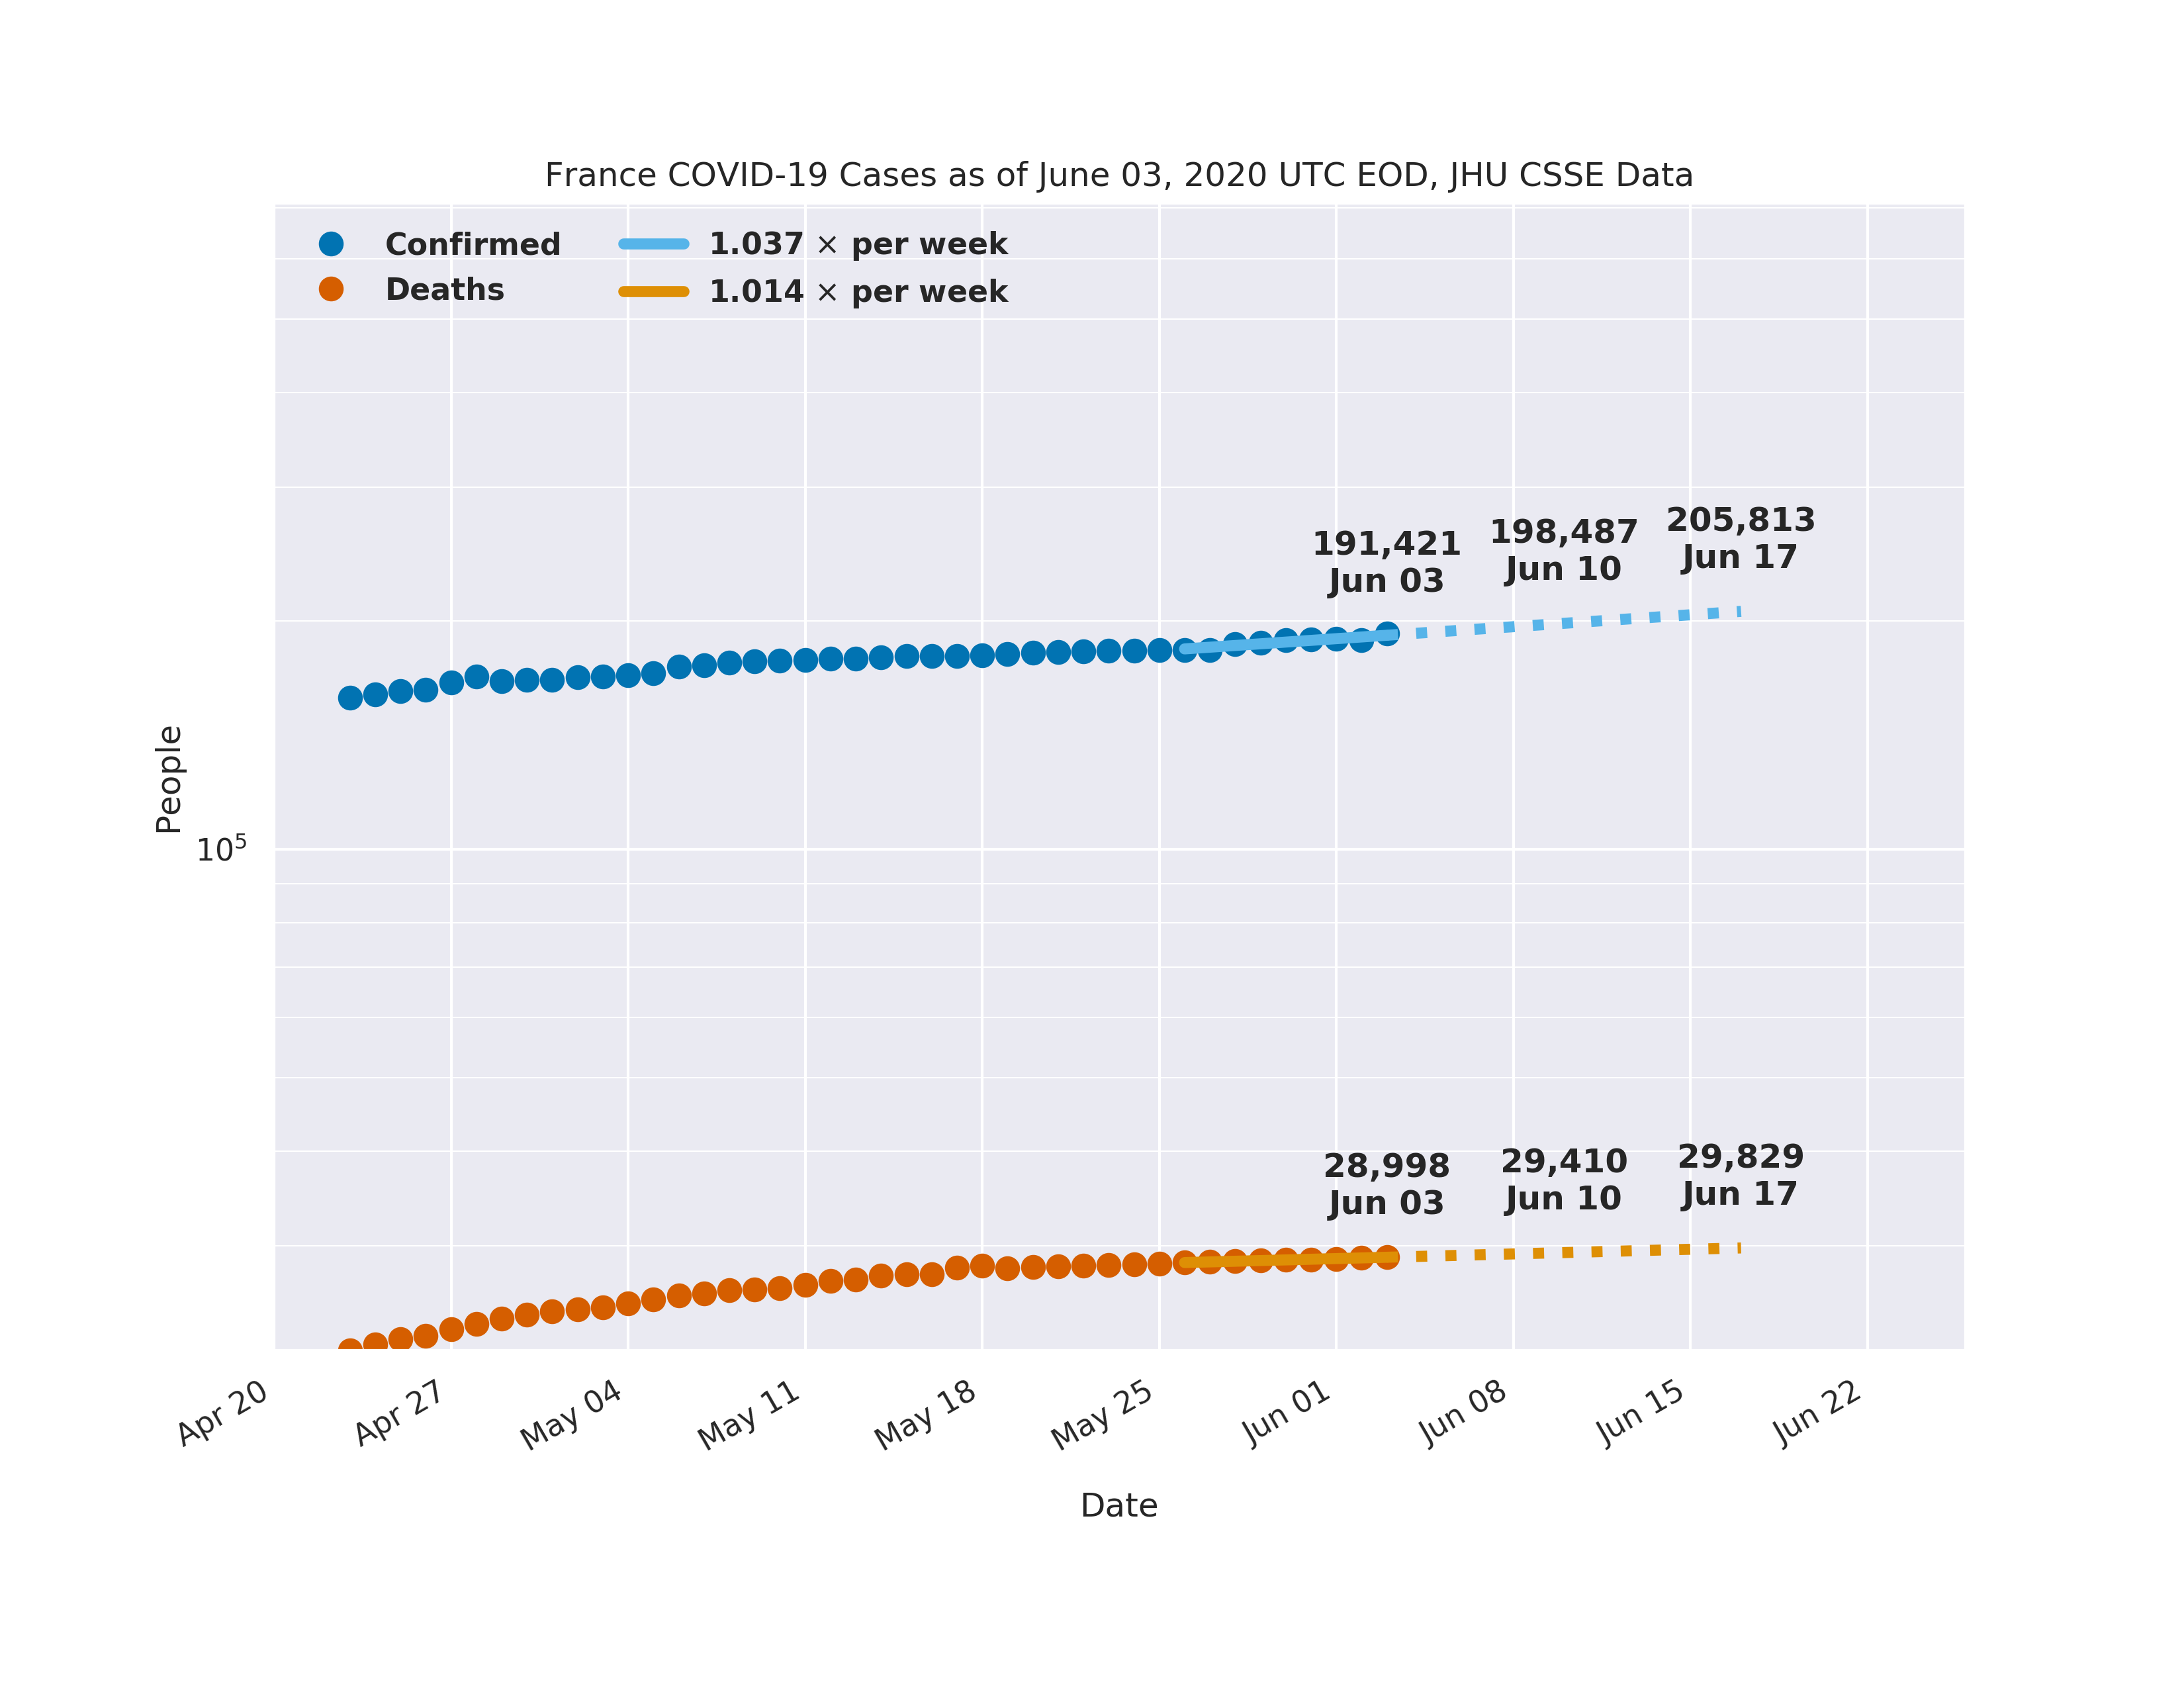 France COVID-19 Cases as of June 03, 2020 UTC EOD, JHU CSSE Data
Confirmed
Deaths
1.037 × per week
1.014 × per week
191,421
Jun 03
198,487
Jun 10
205,813
Jun 17
People
10⁵
28,998
Jun 03
29,410
Jun 10
29,829
Jun 17
Apr 20
Apr 27
May 04
May 11
May 18
May 25
Jun 01
Jun 08
Jun 15
Jun 22
Date